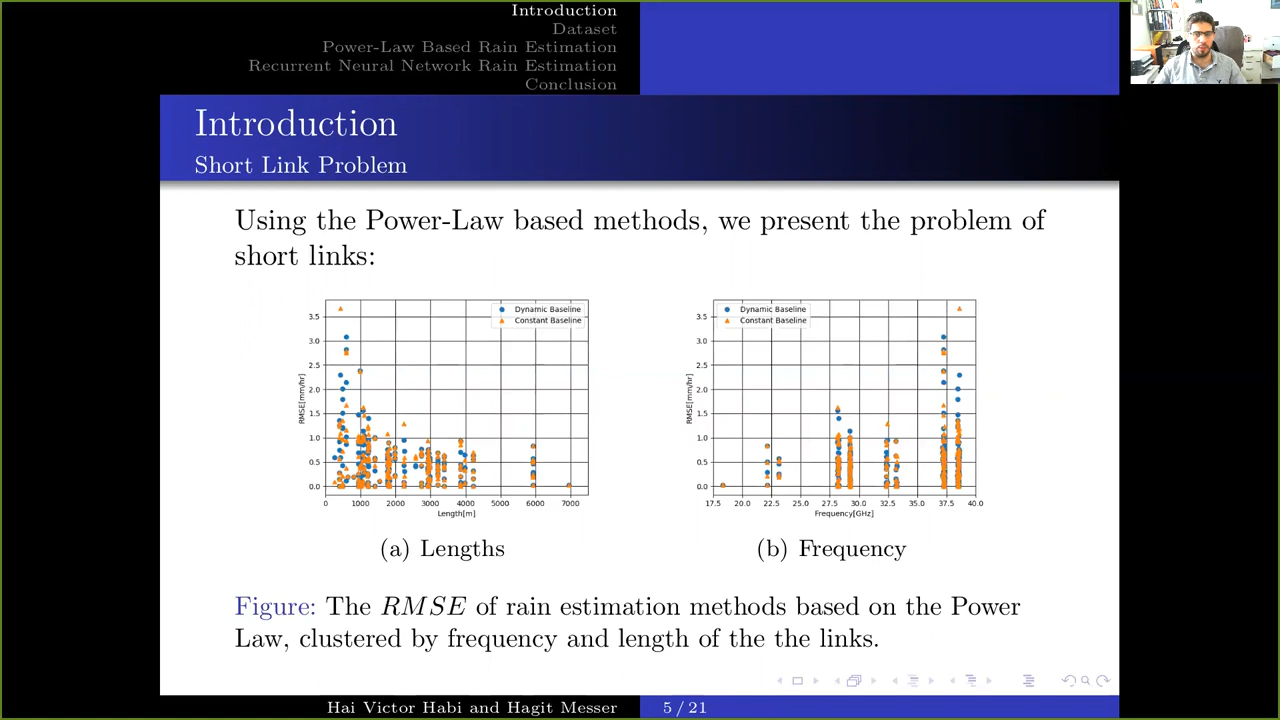 Introduction
Dataset
Power-Law Based Rain Estimation
Recurrent Neural Network Rain Estimation
Conclusion
Introduction
Short Link Problem
Using the Power-Law based methods, we present the problem of
short links:
Dynamic Baseline
Constant Baseline
3.5
3.0
2.5
2.0
1.5
1.0
0.5
0.0
RMSE[mm/hr]
0 1000 2000 3000 4000 5000 6000 7000
Length[m]
(a) Lengths
Dynamic Baseline
Constant Baseline
3.5
3.0
2.5
2.0
1.5
1.0
0.5
0.0
RMSE[mm/hr]
17.5 20.0 22.5 25.0 27.5 30.0 32.5 35.0 37.5 40.0
Frequency[GHz]
(b) Frequency
Figure: The RMSE of rain estimation methods based on the Power
Law, clustered by frequency and length of the the links.
Hai Victor Habi and Hagit Messer
5 / 21